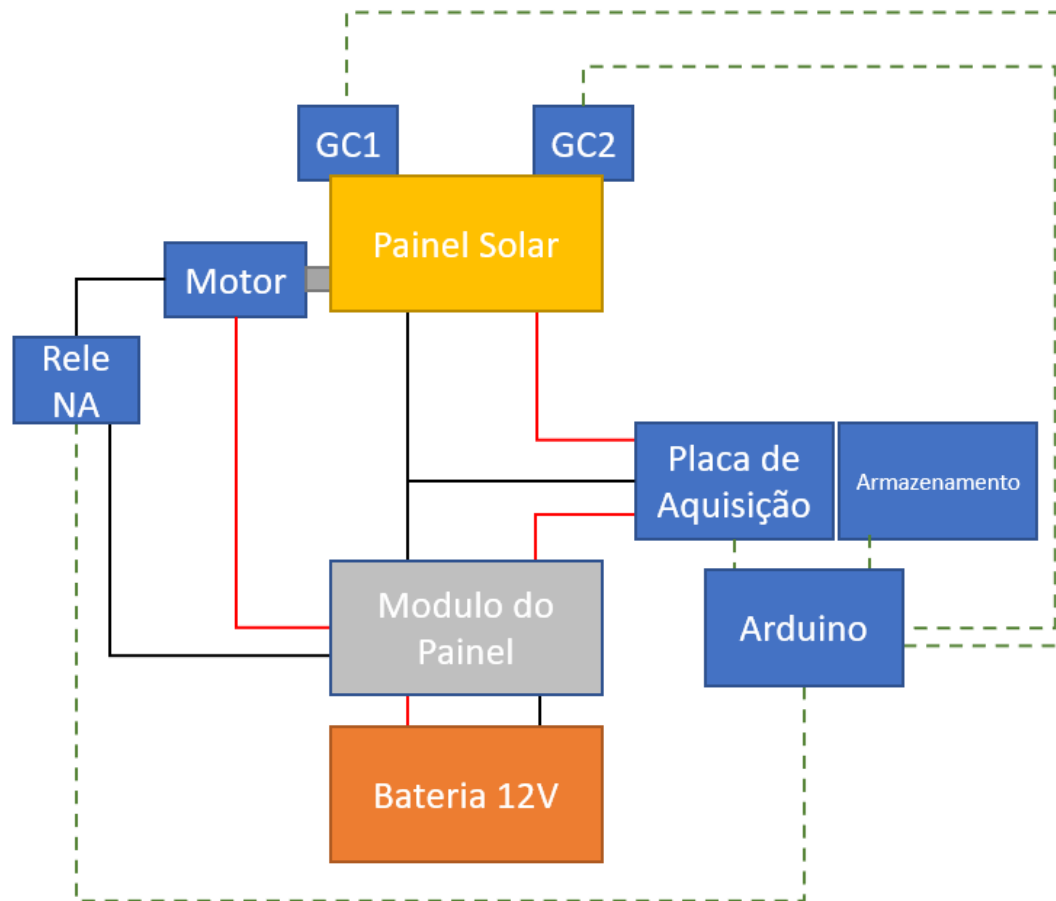 GC1
GC2
Painel Solar
Motor
Rele
NA
Placa de
Aquisição
Armazenamento
Modulo do
Painel
Arduino
Bateria 12V